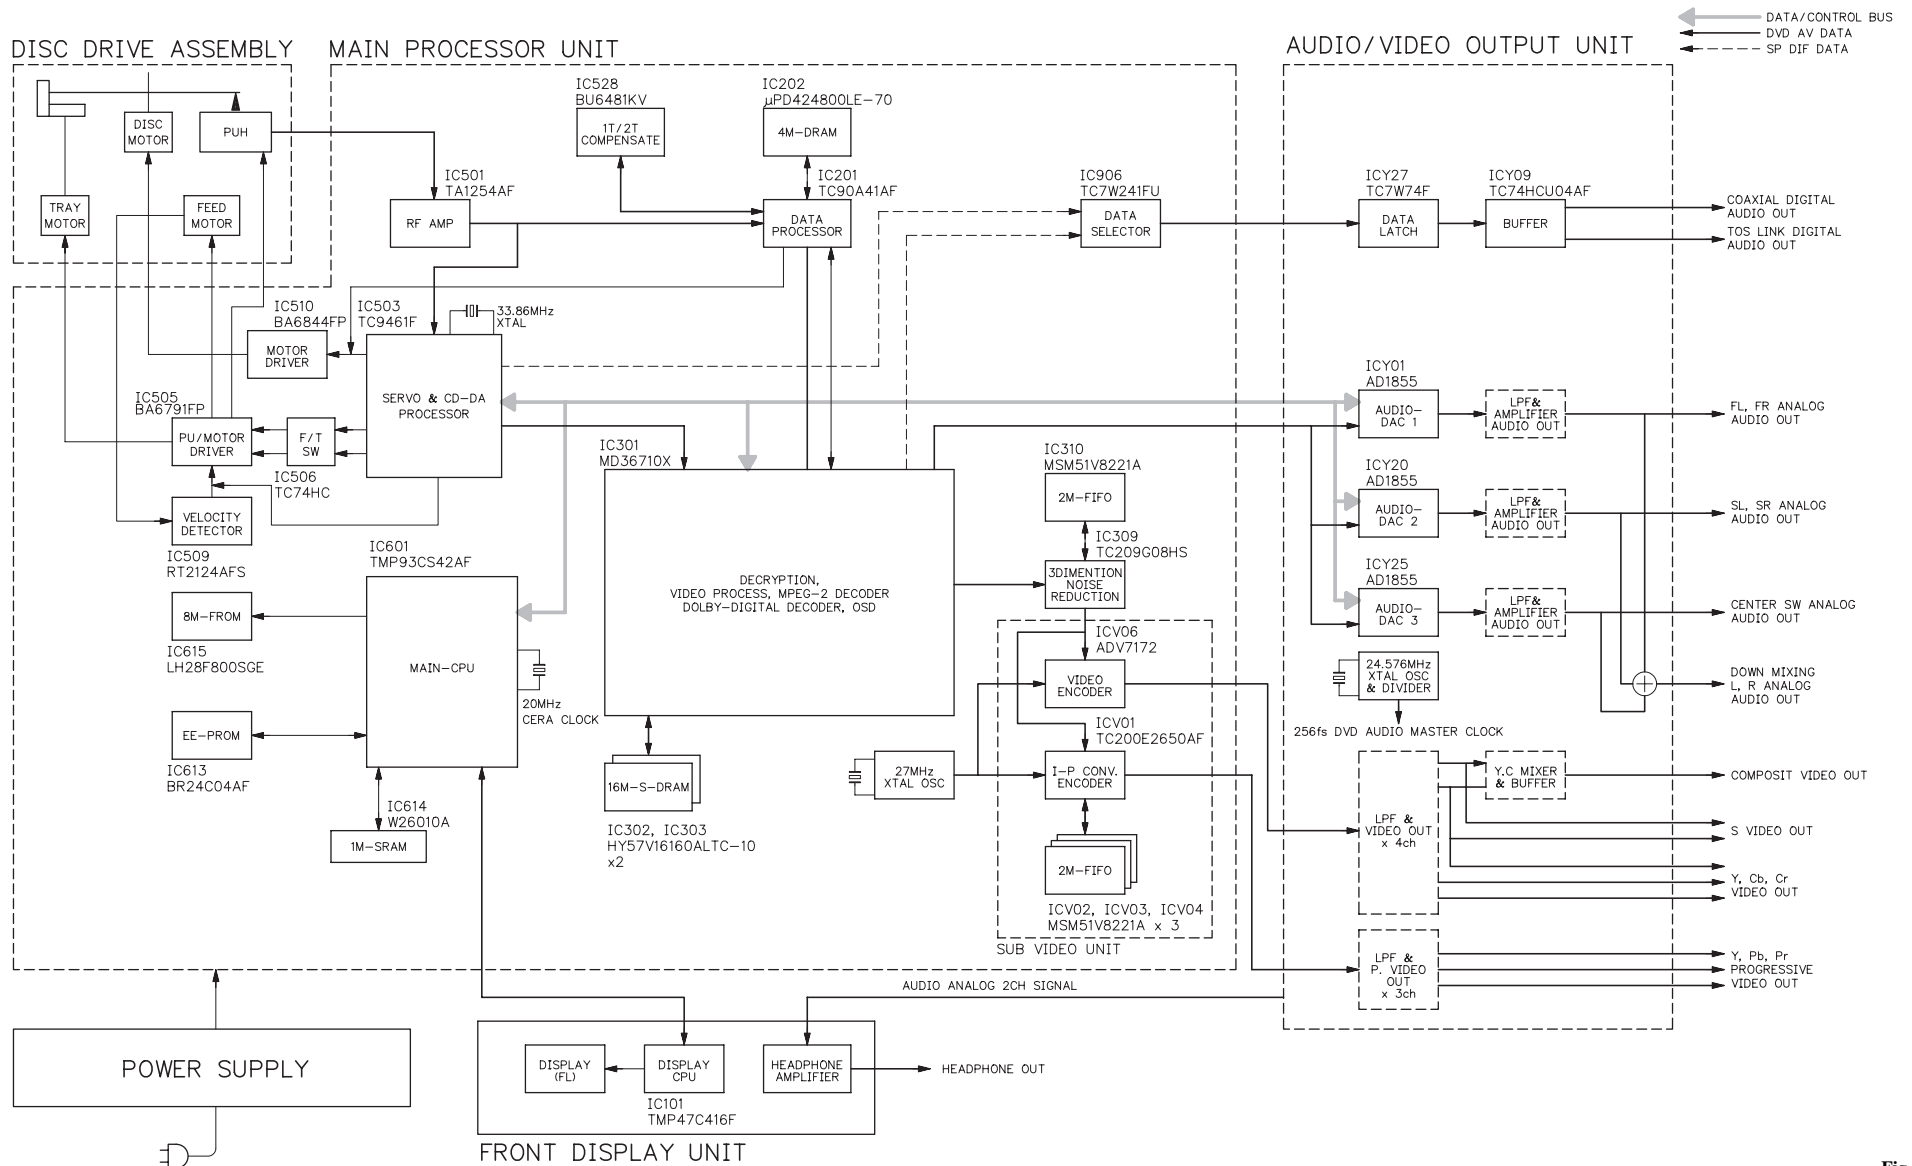 DATA/CONTROL BUS
DVD AV DATA
SP DIF DATA
DISC DRIVE ASSEMBLY
MAIN PROCESSOR UNIT
AUDIO/VIDEO OUTPUT UNIT
DISC
MOTOR
PUH
TRAY
MOTOR
FEED
MOTOR
IC528
BU6481KV
1T/2T
COMPENSATE
IC202
µPD424800LE-70
4M-DRAM
IC501
TA1254AF
RF AMP
IC201
TC90A41AF
DATA
PROCESSOR
IC906
TC7W241FU
DATA
SELECTOR
ICY27
TC7W74F
DATA
LATCH
ICY09
TC74HCU04AF
BUFFER
COAXIAL DIGITAL
AUDIO OUT
TOS LINK DIGITAL
AUDIO OUT
IC510
BA6844FP
MOTOR
DRIVER
IC503
TC9461F
33.86MHz
XTAL
SERVO & CD-DA
PROCESSOR
IC505
BA6791FP
PU/MOTOR
DRIVER
F/T
SW
IC506
TC74HC
VELOCITY
DETECTOR
IC509
RT2124AFS
IC301
MD36710X
DECRYPTION,
VIDEO PROCESS, MPEG-2 DECODER
DOLBY-DIGITAL DECODER, OSD
IC310
MSM51V8221A
2M-FIFO
IC309
TC209G08HS
3DIMENTION
NOISE
REDUCTION
ICY01
AD1855
AUDIO-
DAC 1
LPF&
AMPLIFIER
AUDIO OUT
FL, FR ANALOG
AUDIO OUT
ICY20
AD1855
AUDIO-
DAC 2
LPF&
AMPLIFIER
AUDIO OUT
SL, SR ANALOG
AUDIO OUT
ICY25
AD1855
AUDIO-
DAC 3
LPF&
AMPLIFIER
AUDIO OUT
CENTER SW ANALOG
AUDIO OUT
24.576MHz
XTAL OSC
& DIVIDER
256fs DVD AUDIO MASTER CLOCK
DOWN MIXING
L, R ANALOG
AUDIO OUT
IC601
TMP93CS42AF
MAIN-CPU
8M-FROM
IC615
LH28F800SGE
EE-PROM
IC613
BR24C04AF
20MHz
CERA CLOCK
IC614
W26010A
1M-SRAM
16M-S-DRAM
IC302, IC303
HY57V16160ALTC-10
x2
27MHz
XTAL OSC
ICV06
ADV7172
VIDEO
ENCODER
ICV01
TC200E2650AF
I-P CONV.
ENCODER
2M-FIFO
ICV02, ICV03, ICV04
MSM51V8221A x 3
SUB VIDEO UNIT
LPF &
VIDEO OUT
x 4ch
Y.C MIXER
& BUFFER
COMPOSIT VIDEO OUT
S VIDEO OUT
Y, Cb, Cr
VIDEO OUT
LPF &
P. VIDEO
OUT
x 3ch
Y, Pb, Pr
PROGRESSIVE
VIDEO OUT
AUDIO ANALOG 2CH SIGNAL
POWER SUPPLY
DISPLAY
(FL)
DISPLAY
CPU
IC101
TMP47C416F
HEADPHONE
AMPLIFIER
HEADPHONE OUT
FRONT DISPLAY UNIT